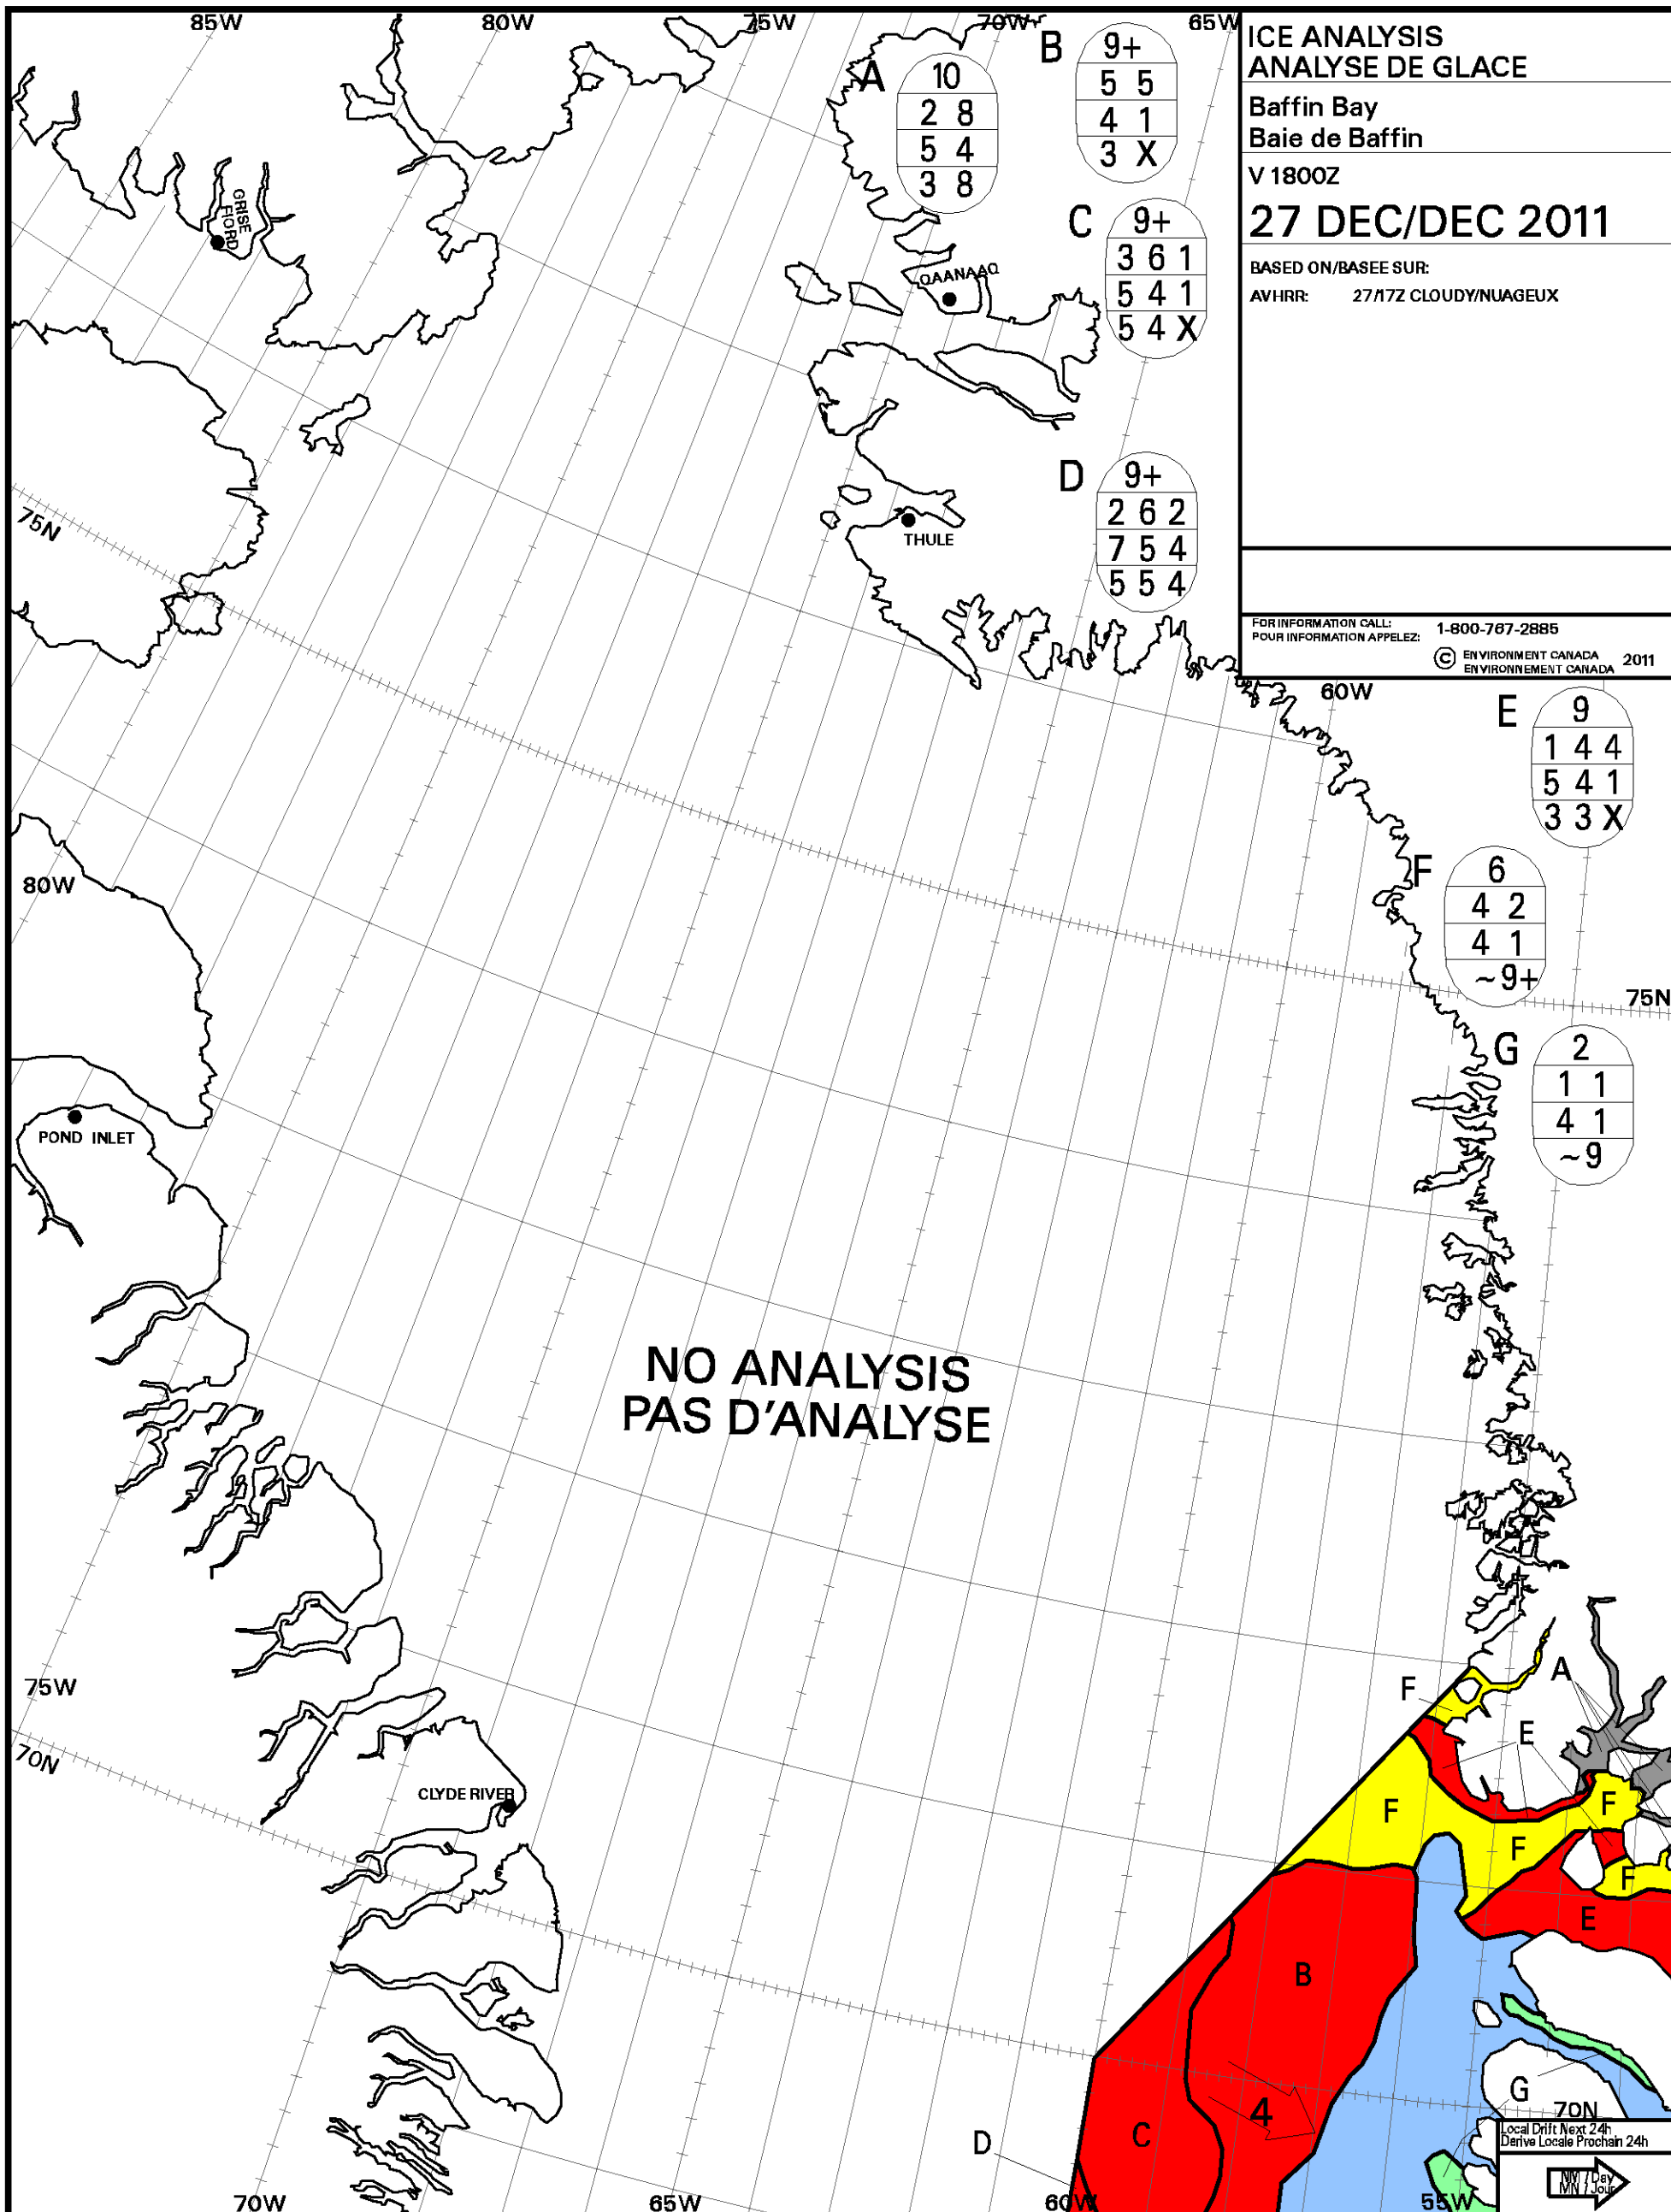 85W 80W 75W 70W 65W
ICE ANALYSIS
ANALYSE DE GLACE
Baffin Bay
Baie de Baffin
V 1800Z
27 DEC/DEC 2011
BASED ON/BASEE SUR:
AVHRR: 27/17Z CLOUDY/NUAGEUX
FOR INFORMATION CALL:
POUR INFORMATION APPELEZ:
1-800-767-2885
© ENVIRONMENT CANADA
ENVIRONNEMENT CANADA
2011
A
10
2 8
5 4
3 8
B
9+
5 5
4 1
3 X
C
9+
3 6 1
5 4 1
5 4 X
D
9+
2 6 2
7 5 4
5 5 4
GRISE
FIORD
QAANAAQ
THULE
75N
60W
E
9
1 4 4
5 4 1
3 3 X
F
6
4 2
4 1
~9+
80W
75N
G
2
1 1
4 1
~9
POND INLET
NO ANALYSIS
PAS D'ANALYSE
A
F
E
75W
70N
CLYDE RIVER
F
F
F
F
E
B
G
70N
4
C
D
Local Drift Next 24h
Derive Locale Prochain 24h
NM / Day
MN / Jour
70W 65W 60W 55W